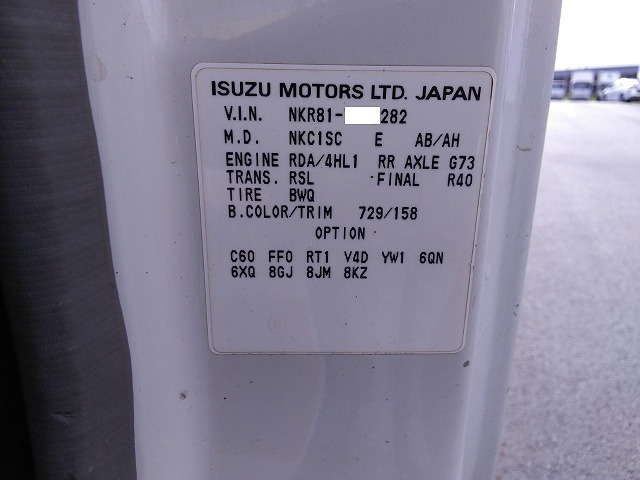 ISUZU MOTORS LTD. JAPAN
V.I.N. NKR81- 282
M.D. NKC1SC E AB/AH
ENGINE RDA/4HL1 RR AXLE G73
TRANS. RSL FINAL R40
TIRE BWQ
B.COLOR/TRIM 729/158
OPTION
C60 FF0 RT1 V4D YW1 6QN
6XQ 8GJ 8JM 8KZ